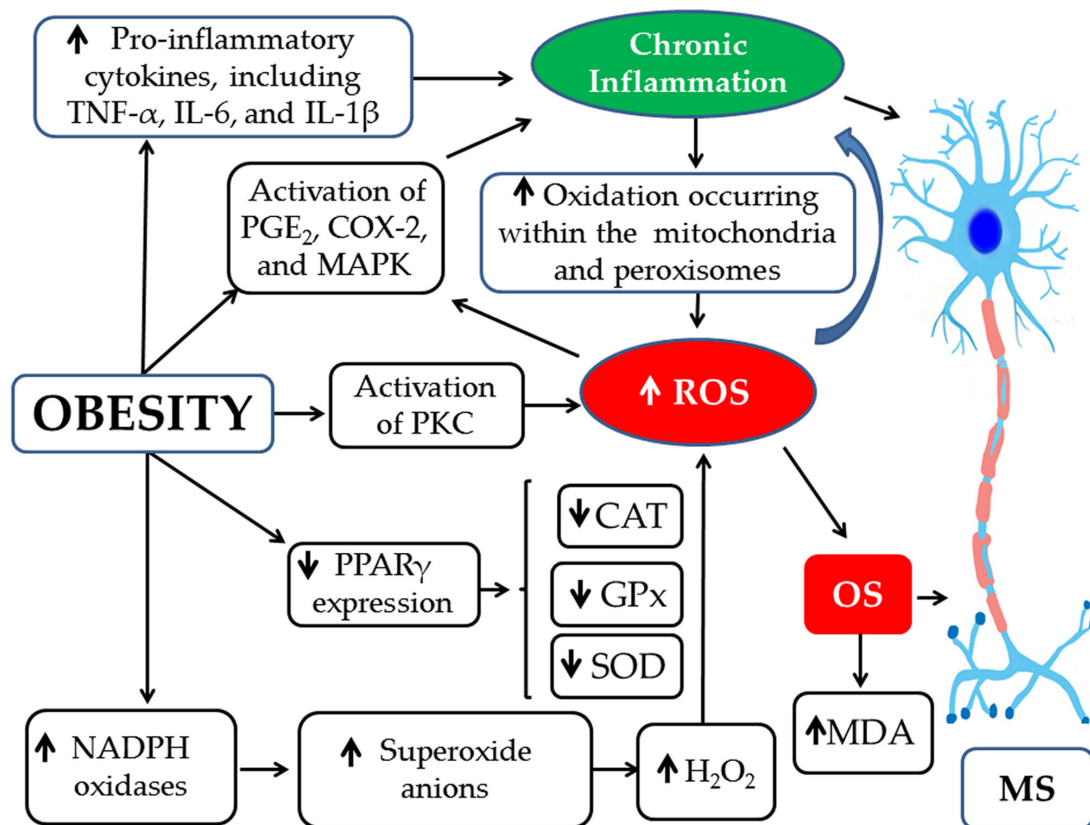 ↑ Pro-inflammatory
cytokines, including
TNF-α, IL-6, and IL-1β
Chronic
Inflammation
Activation of
PGE₂, COX-2,
and MAPK
↑ Oxidation occurring
within the mitochondria
and peroxisomes
OBESITY
Activation
of PKC
↑ ROS
↓ PPARγ
expression
↓ CAT
↓ GPx
↓ SOD
OS
↑ MDA
↑ NADPH
oxidases
↑ Superoxide
anions
↑ H₂O₂
MS